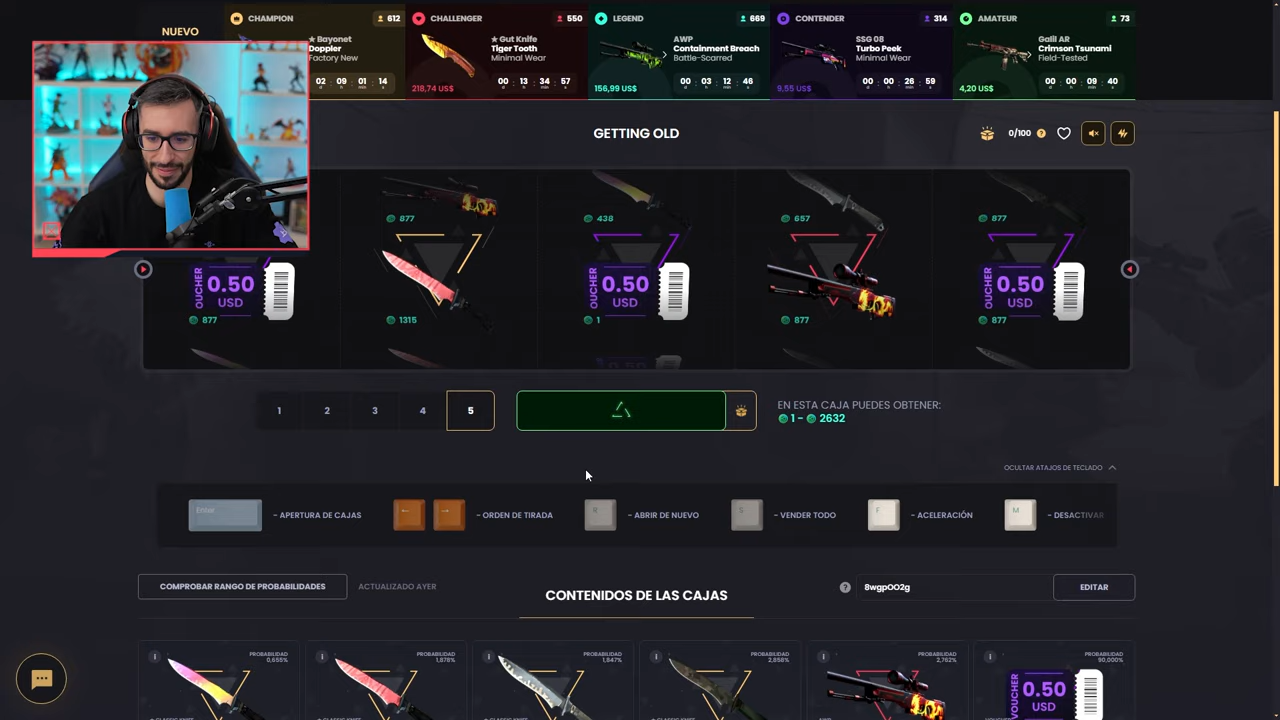 NUEVO
CHAMPION
612
★ Bayonet
Doppler
Factory New
02 : 09 : 01 : 14
d h min s
CHALLENGER
550
★ Gut Knife
Tiger Tooth
Minimal Wear
218,74 US$
00 : 13 : 34 : 57
d h min s
LEGEND
669
AWP
Containment Breach
Battle-Scarred
156,99 US$
00 : 03 : 12 : 46
d h min s
CONTENDER
314
SSG 08
Turbo Peek
Minimal Wear
9,55 US$
00 : 00 : 26 : 59
d h min s
AMATEUR
73
Galil AR
Crimson Tsunami
Field-Tested
4,20 US$
00 : 00 : 09 : 40
d h min s
GETTING OLD
0/100
?
877
438
657
877
OUCHER
0.50
USD
OUCHER
0.50
USD
OUCHER
0.50
USD
877
1315
1
877
877
0.50
1
2
3
4
5
EN ESTA CAJA PUEDES OBTENER:
1 - 2632
OCULTAR ATAJOS DE TECLADO
Enter
- APERTURA DE CAJAS
← →
- ORDEN DE TIRADA
R
- ABRIR DE NUEVO
S
- VENDER TODO
F
- ACELERACIÓN
M
- DESACTIVAR
COMPROBAR RANGO DE PROBABILIDADES
ACTUALIZADO AYER
CONTENIDOS DE LAS CAJAS
?
8wgpOO2g
EDITAR
PROBABILIDAD
PROBABILIDAD
1,878%
PROBABILIDAD
1,847%
PROBABILIDAD
2,858%
PROBABILIDAD
2,762%
PROBABILIDAD
90,000%
0.50
USD